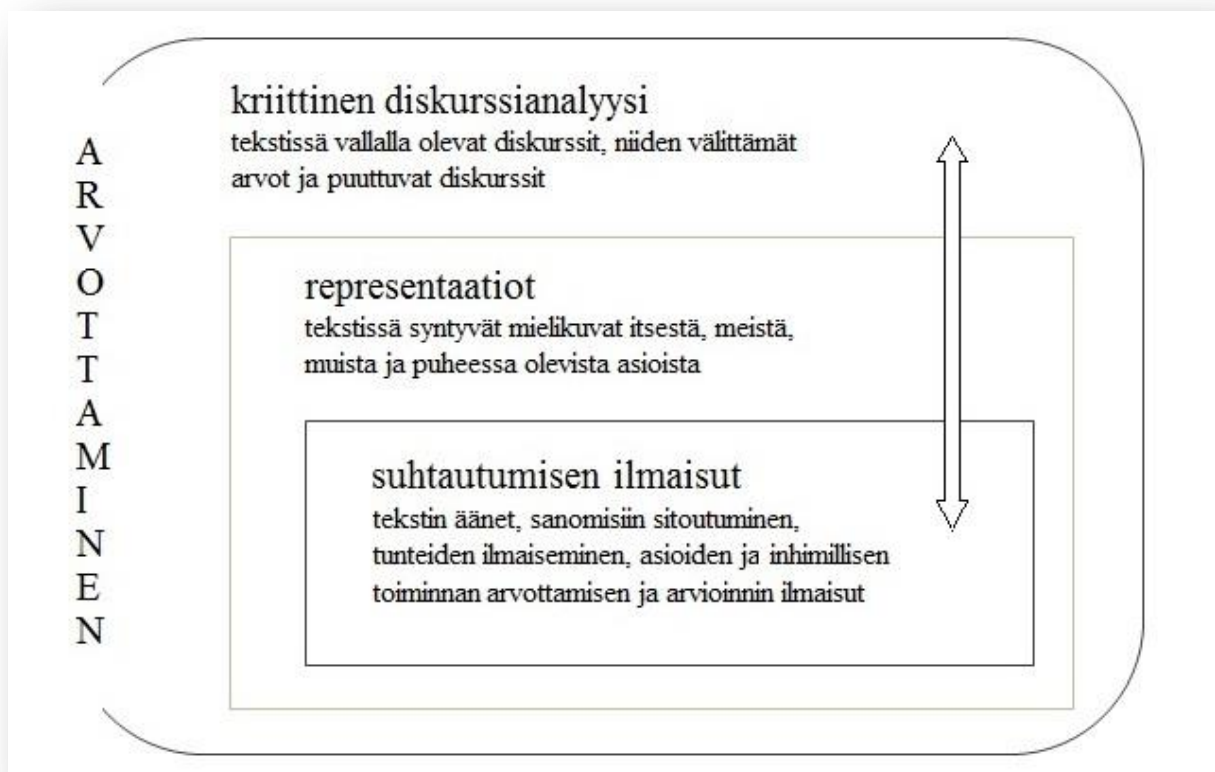 ARVOTTAMINEN
kriittinen diskurssianalyysi
tekstissä vallalla olevat diskurssit, niiden välittämät
arvot ja puuttuvat diskurssit
representaatiot
tekstissä syntyvät mielikuvat itsestä, meistä,
muista ja puheessa olevista asioista
suhtautumisen ilmaisut
tekstin äänet, sanomisiin sitoutuminen,
tunteiden ilmaiseminen, asioiden ja inhimillisen
toiminnan arvottamisen ja arvioinnin ilmaisut